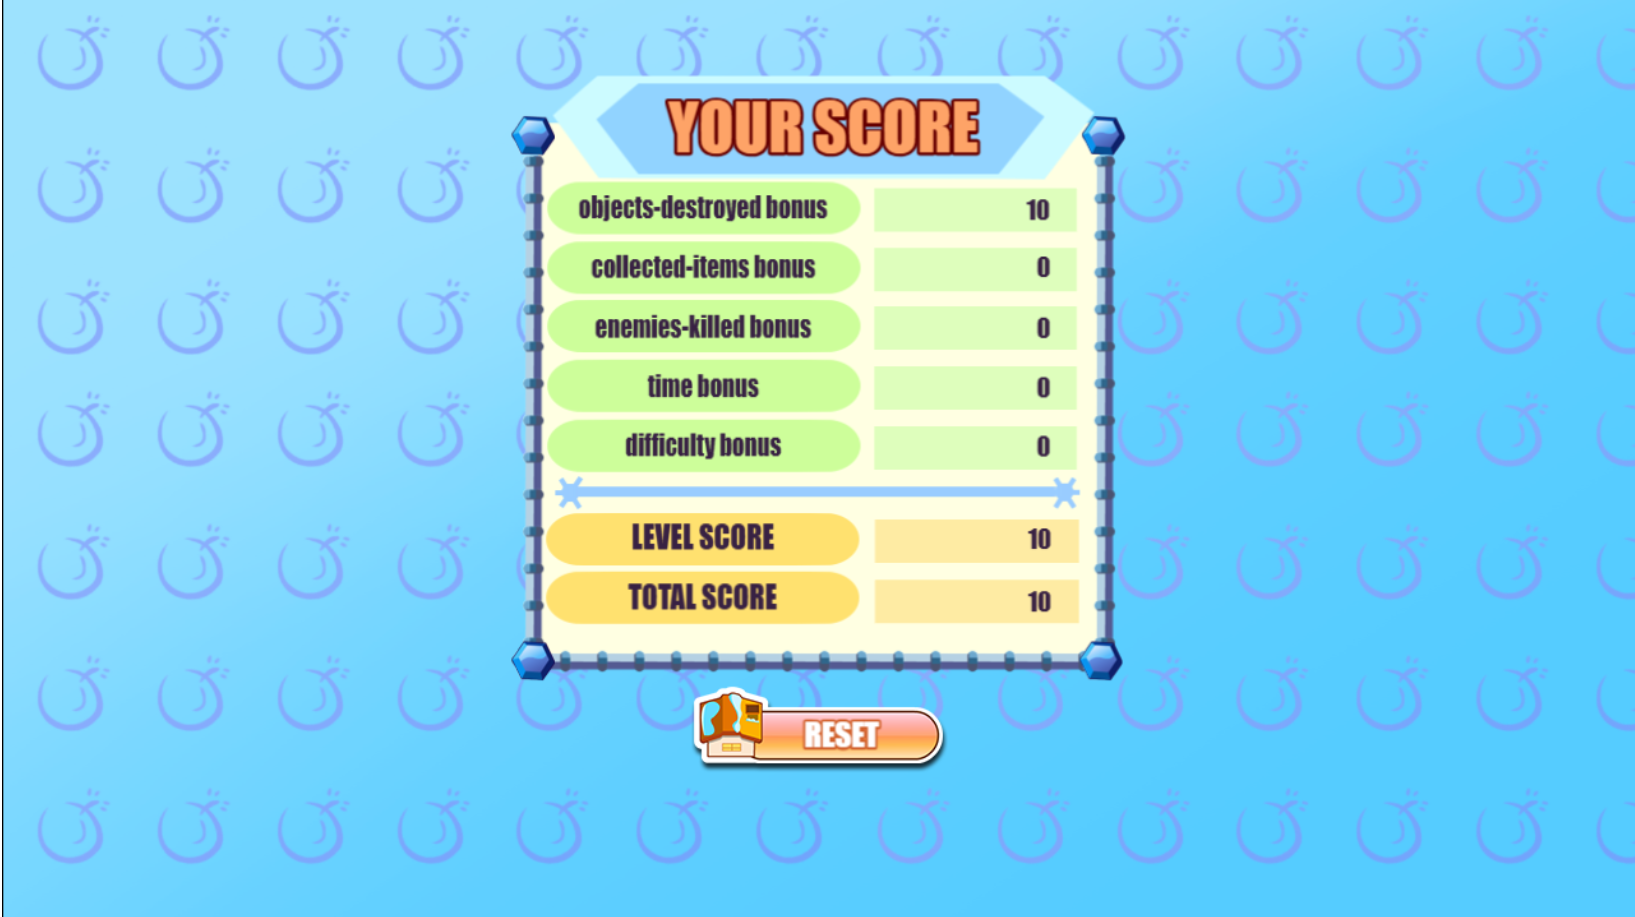 YOUR SCORE
objects-destroyed bonus 10
collected-items bonus 0
enemies-killed bonus 0
time bonus 0
difficulty bonus 0
LEVEL SCORE 10
TOTAL SCORE 10
RESET